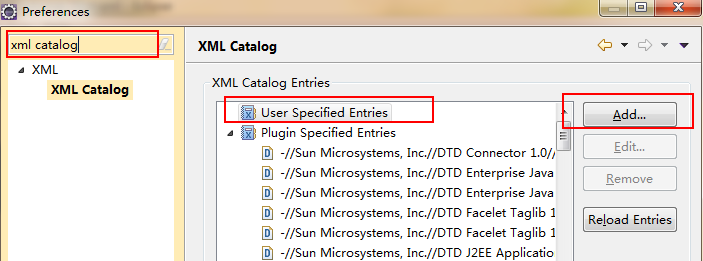 Preferences
xml catalog
XML
XML Catalog
XML Catalog
XML Catalog Entries
User Specified Entries
Plugin Specified Entries
-//Sun Microsystems, Inc.//DTD Connector 1.0//
-//Sun Microsystems, Inc.//DTD Enterprise Java
-//Sun Microsystems, Inc.//DTD Enterprise Java
-//Sun Microsystems, Inc.//DTD Facelet Taglib 1
-//Sun Microsystems, Inc.//DTD Facelet Taglib 1
-//Sun Microsystems, Inc.//DTD J2EE Applicatio
Add...
Edit...
Remove
Reload Entries